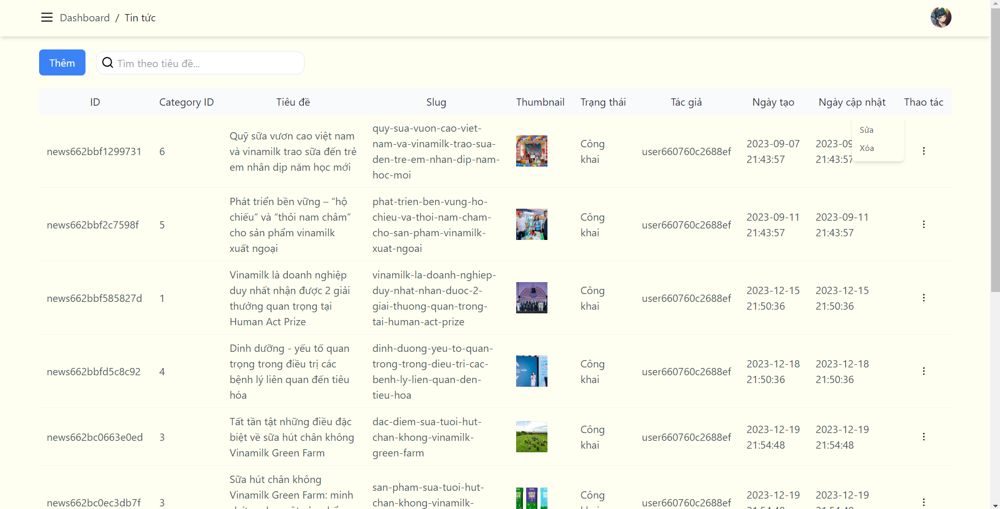 Dashboard / Tin tức
Thêm
Tìm theo tiêu đề...
ID Category ID Tiêu đề Slug Thumbnail Trạng thái Tác giả Ngày tạo Ngày cập nhật Thao tác
news662bbf1299731
6
Quỹ sữa vươn cao việt nam
và vinamilk trao sữa đến trẻ
em nhân dịp năm học mới
quy-sua-vuon-cao-viet-
nam-va-vinamilk-trao-sua-
den-tre-em-nhan-dip-nam-
hoc-moi
Công
khai
user660760c2688ef
2023-09-07
21:43:57
2023-09
21:43:57
Sửa
Xóa
news662bbf2c7598f
5
Phát triển bền vững – “hộ
chiếu” và “thỏi nam châm”
cho sản phẩm vinamilk
xuất ngoại
phat-trien-ben-vung-ho-
chieu-va-thoi-nam-cham-
cho-san-pham-vinamilk-
xuat-ngoai
Công
khai
user660760c2688ef
2023-09-11
21:43:57
2023-09-11
21:43:57
news662bbf585827d
1
Vinamilk là doanh nghiệp
duy nhất nhận được 2 giải
thưởng quan trọng tại
Human Act Prize
vinamilk-la-doanh-nghiep-
duy-nhat-nhan-duoc-2-
giai-thuong-quan-trong-
tai-human-act-prize
Công
khai
user660760c2688ef
2023-12-15
21:50:36
2023-12-15
21:50:36
news662bbfd5c8c92
4
Dinh dưỡng - yếu tố quan
trọng trong điều trị các
bệnh lý liên quan đến tiêu
hóa
dinh-duong-yeu-to-quan-
trong-trong-dieu-tri-cac-
benh-ly-lien-quan-den-
tieu-hoa
Công
khai
user660760c2688ef
2023-12-18
21:50:36
2023-12-18
21:50:36
news662bc0663e0ed
3
Tất tần tật những điều đặc
biệt về sữa hút chân không
Vinamilk Green Farm
dac-diem-sua-tuoi-hut-
chan-khong-vinamilk-
green-farm
Công
khai
user660760c2688ef
2023-12-19
21:54:48
2023-12-19
21:54:48
news662bc0ec3db7f
3
Sữa hút chân không
Vinamilk Green Farm: minh
san-pham-sua-tuoi-hut-
chan-khong-vinamilk-
Công
user660760c2688ef
2023-12-19
2023-12-19